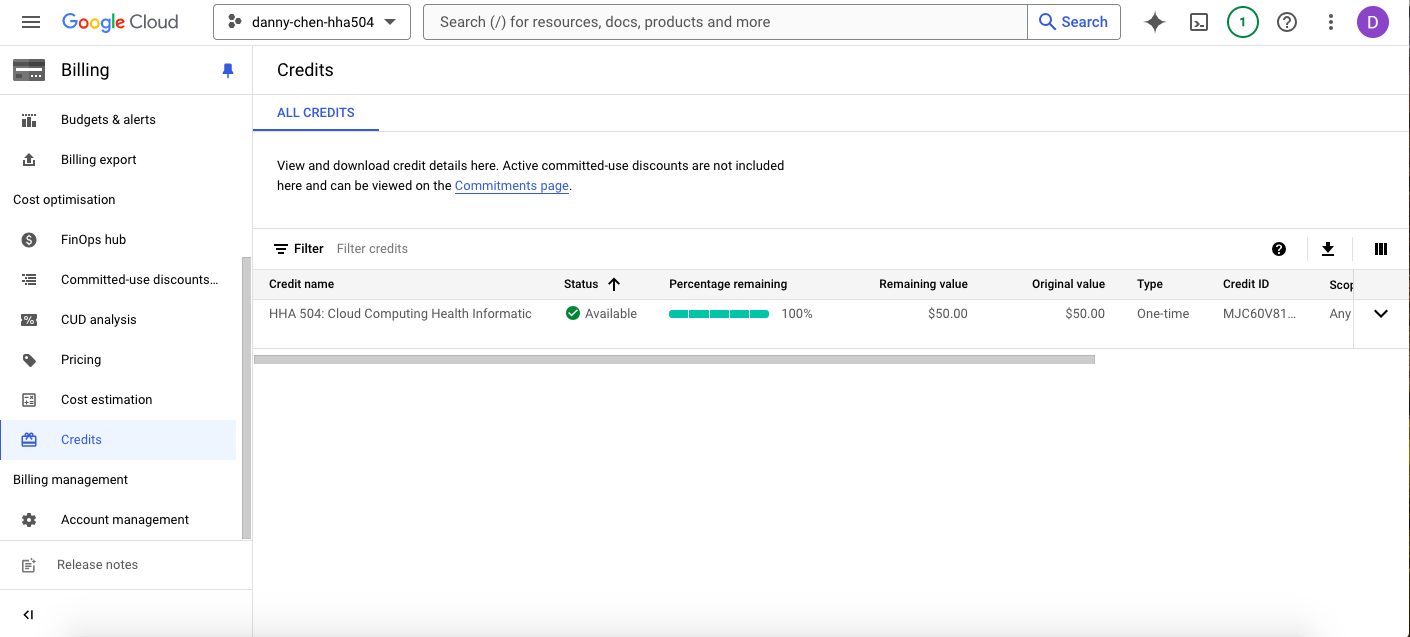 Google Cloud
danny-chen-hha504
Search (/) for resources, docs, products and more
Search
1
D
Billing
Budgets & alerts
Billing export
Cost optimisation
FinOps hub
Committed-use discounts...
CUD analysis
Pricing
Cost estimation
Credits
Billing management
Account management
Release notes
Credits
ALL CREDITS
View and download credit details here. Active committed-use discounts are not included
here and can be viewed on the Commitments page.
Filter Filter credits
Credit name Status Percentage remaining Remaining value Original value Type Credit ID Scop
HHA 504: Cloud Computing Health Informatic Available 100% $50.00 $50.00 One-time MJC60V81... Any